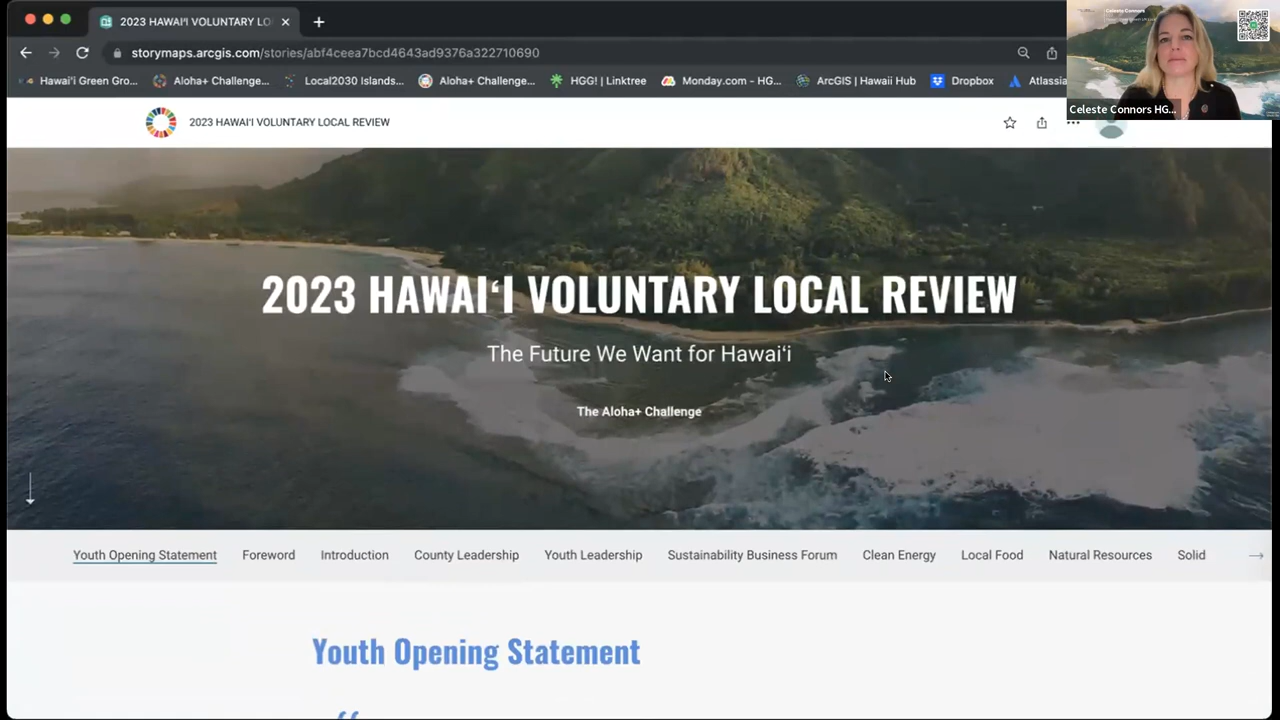 2023 HAWAIʻI VOLUNTARY LO
storymaps.arcgis.com/stories/abf4ceea7bcd4643ad9376a322710690
Hawai'i Green Gro...
Aloha+ Challenge...
Local2030 Islands...
Aloha+ Challenge...
HGG! | Linktree
Monday.com - HG...
ArcGIS | Hawaii Hub
Dropbox
Atlassia
Celeste Connors
Celeste Connors HG...
2023 HAWAIʻI VOLUNTARY LOCAL REVIEW
2023 HAWAIʻI VOLUNTARY LOCAL REVIEW
The Future We Want for Hawaiʻi
The Aloha+ Challenge
Youth Opening Statement
Foreword
Introduction
County Leadership
Youth Leadership
Sustainability Business Forum
Clean Energy
Local Food
Natural Resources
Solid
Youth Opening Statement
“